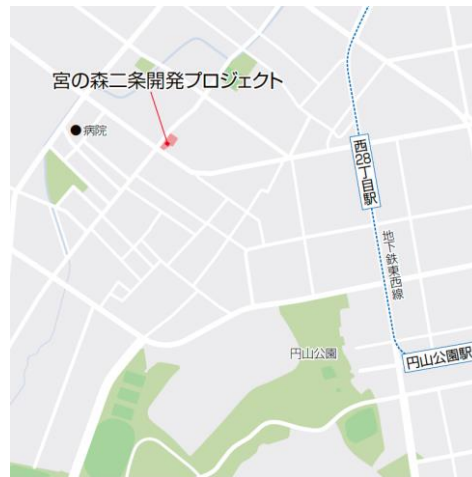 宮の森二条開発プロジェクト
病院
西28丁目駅
地下鉄東西線
円山公園
円山公園駅